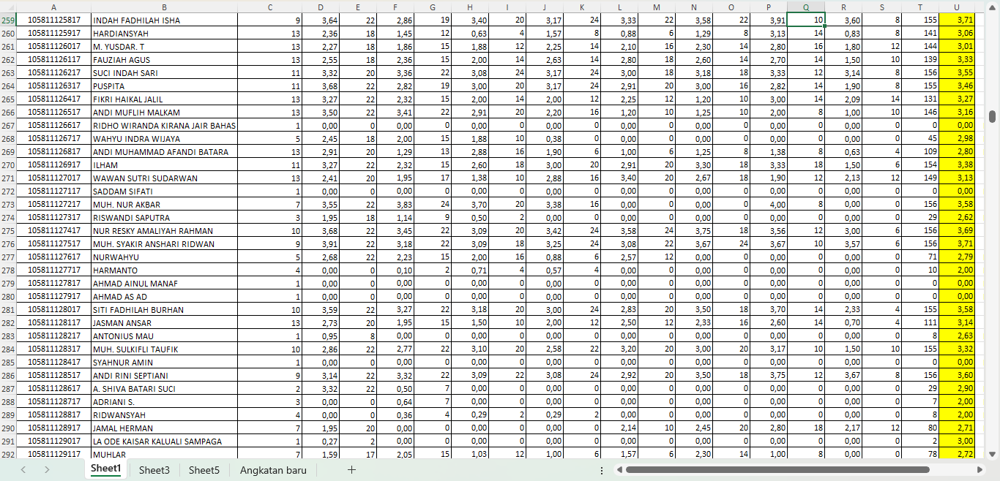 A B C D E F G H I J K L M N O P Q R S T U
259 105811125817 INDAH FADHILAH ISHA 9 3,64 22 2,86 19 3,40 20 3,17 24 3,33 22 3,58 22 3,91 10 3,60 8 155 3,71
260 105811125917 HARDIANSYAH 13 2,36 18 1,45 12 0,63 4 1,57 8 0,88 6 1,29 8 3,13 14 0,83 8 141 3,06
261 105811126017 M. YUSDAR. T 13 2,27 18 1,86 15 1,88 12 2,25 14 2,10 16 2,30 14 2,80 16 1,80 12 144 3,01
262 105811126117 FAUZIAH AGUS 13 2,55 18 2,36 15 2,00 14 2,63 14 2,80 18 2,60 14 2,70 14 1,50 10 139 3,33
263 105811126217 SUCI INDAH SARI 11 3,32 20 3,36 22 3,08 24 3,17 24 3,00 18 3,18 18 3,33 12 3,14 8 156 3,55
264 105811126317 PUSPITA 11 3,68 22 2,82 19 3,00 20 3,17 24 2,91 20 3,00 16 2,82 14 1,90 8 155 3,46
265 105811126417 FIKRI HAIKAL JALIL 13 3,27 22 2,32 15 2,00 14 2,00 12 2,25 12 1,20 10 3,00 14 2,09 14 131 3,27
266 105811126517 ANDI MUFLIH MALKAM 13 3,50 22 3,41 22 2,91 20 2,20 16 1,20 10 1,25 10 2,00 8 1,00 10 146 3,16
267 105811126617 RIDHO WIRANDA KIRANA JAIR BAHAS 1 0,00 0 0,00 0 0,00 0 0,00 0 0,00 0 0,00 0 0,00 0 0,00 0 0 0,00
268 105811126717 WAHYU INDRA WIJAYA 5 2,45 18 2,00 15 1,88 10 0,38 0 0,00 0 0,00 0 0,00 0 0,00 0 45 2,98
269 105811126817 ANDI MUHAMMAD AFANDI BATARA 13 2,91 20 1,29 13 2,88 16 1,90 6 1,00 6 1,25 8 1,38 8 0,63 4 109 2,80
270 105811126917 ILHAM 11 3,27 22 2,32 15 2,60 18 3,00 20 2,91 20 3,30 18 3,33 18 1,50 6 154 3,38
271 105811127017 WAWAN SUTRI SUDARWAN 13 2,41 20 1,95 17 1,38 10 2,88 16 3,40 20 2,67 18 1,90 12 2,13 12 149 3,13
272 105811127117 SADDAM SIFATI 1 0,00 0 0,00 0 0,00 0 0,00 0 0,00 0 0,00 0 0,00 0 0,00 0 0 0,00
273 105811127217 MUH. NUR AKBAR 7 3,55 22 3,83 24 3,70 20 3,38 16 0,00 0 0,00 0 4,00 8 0,00 0 156 3,58
274 105811127317 RISWANDI SAPUTRA 3 1,95 18 1,14 9 0,50 2 0,00 0 0,00 0 0,00 0 0,00 0 0,00 0 29 2,62
275 105811127417 NUR RESKY AMALIYAH RAHMAN 10 3,68 22 3,45 22 3,09 20 3,42 24 3,58 24 3,75 18 3,56 12 3,00 6 156 3,69
276 105811127517 MUH. SYAKIR ANSHARI RIDWAN 9 3,91 22 3,18 22 3,09 18 3,25 24 3,08 22 3,67 24 3,67 10 3,57 6 156 3,71
277 105811127617 NURWAHYU 5 2,68 22 2,23 15 2,00 16 0,88 6 2,57 12 0,00 0 0,00 0 0,00 0 71 2,79
278 105811127717 HARMANTO 4 0,00 0 0,10 2 0,71 4 0,57 4 0,00 0 0,00 0 0,00 0 0,00 0 10 2,00
279 105811127817 AHMAD AINUL MANAF 1 0,00 0 0,00 0 0,00 0 0,00 0 0,00 0 0,00 0 0,00 0 0,00 0 0 0,00
280 105811127917 AHMAD AS AD 1 0,00 0 0,00 0 0,00 0 0,00 0 0,00 0 0,00 0 0,00 0 0,00 0 0 0,00
281 105811128017 SITI FADHILAH BURHAN 10 3,59 22 3,27 22 3,18 20 3,00 24 2,83 20 3,50 18 3,70 14 2,33 4 155 3,58
282 105811128117 JASMAN ANSAR 13 2,73 20 1,95 15 1,50 10 2,00 12 2,50 12 2,33 16 2,60 14 0,70 4 111 3,14
283 105811128217 ANTONIUS MAU 1 0,95 8 0,00 0 0,00 0 0,00 0 0,00 0 0,00 0 0,00 0 0,00 0 8 2,63
284 105811128317 MUH. SULKIFLI TAUFIK 10 2,86 22 2,77 22 3,10 20 2,58 22 3,20 20 3,00 20 3,17 10 1,50 10 155 3,32
285 105811128417 SYAHNUR AMIN 1 0,00 0 0,00 0 0,00 0 0,00 0 0,00 0 0,00 0 0,00 0 0,00 0 0 0,00
286 105811128517 ANDI RINI SEPTIANI 9 3,14 22 3,32 22 3,09 22 3,08 24 2,92 20 3,50 18 3,75 12 3,67 8 156 3,60
287 105811128617 A. SHIVA BATARI SUCI 2 3,32 22 0,50 7 0,00 0 0,00 0 0,00 0 0,00 0 0,00 0 0,00 0 29 2,90
288 105811128717 ADRIANI S. 3 0,00 0 0,64 7 0,00 0 0,00 0 0,00 0 0,00 0 0,00 0 0,00 0 7 2,00
289 105811128817 RIDWANSYAH 4 0,00 0 0,36 4 0,29 2 0,29 2 0,00 0 0,00 0 0,00 0 0,00 0 8 2,00
290 105811128917 JAMAL HERMAN 7 1,95 20 0,00 0 0,00 0 0,00 0 2,14 10 2,45 20 2,80 18 2,17 12 80 2,71
291 105811129017 LA ODE KAISAR KALUALI SAMPAGA 1 0,27 2 0,00 0 0,00 0 0,00 0 0,00 0 0,00 0 0,00 0 0,00 0 2 3,00
292 105811129117 MUHLAR 7 1,59 17 2,05 15 1,03 12 1,00 6 1,57 6 2,30 14 1,00 8 0,00 0 78 2,72
Sheet1 Sheet3 Sheet5 Angkatan baru